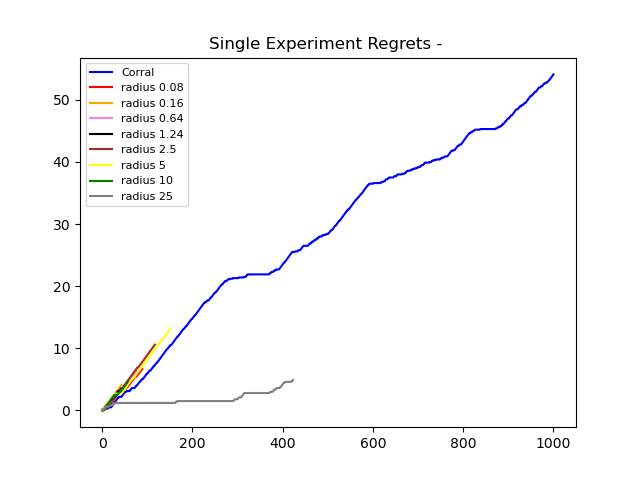 Single Experiment Regrets -
Corral
radius 0.08
radius 0.16
radius 0.64
radius 1.24
radius 2.5
radius 5
radius 10
radius 25
50
40
30
20
10
0
0 200 400 600 800 1000